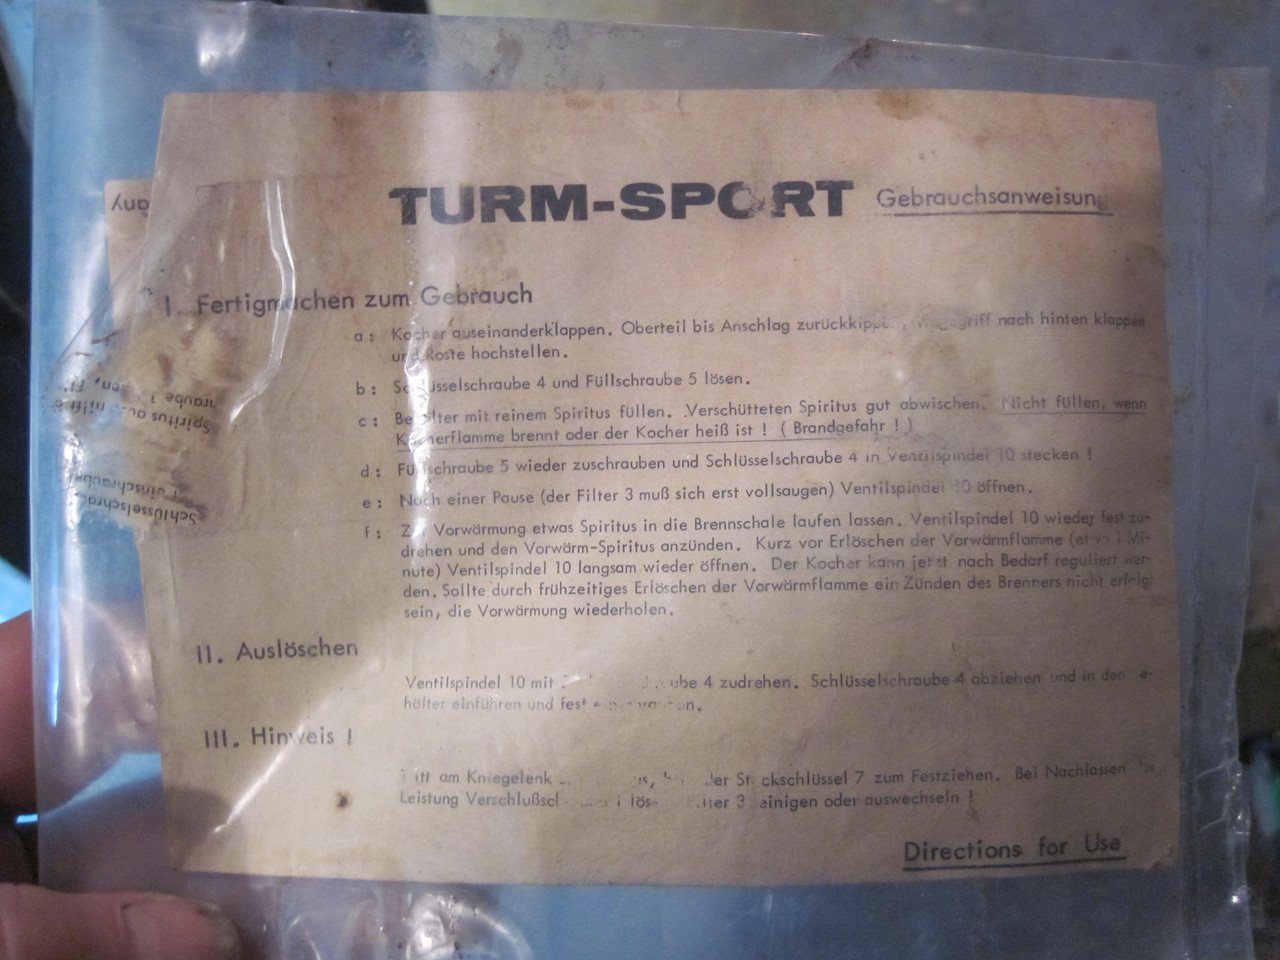 TURM-SPORT Gebrauchsanweisung
I. Fertigmachen zum Gebrauch
a: Kocher auseinanderklappen. Oberteil bis Anschlag zurückkippen, nach hinten klappen
und Roste hochstellen.
b: Schlüsselschraube 4 und Füllschraube 5 lösen.
c: Behälter mit reinem Spiritus füllen. Verschütteten Spiritus gut abwischen. Nicht füllen, wenn
Kocherflamme brennt oder der Kocher heiß ist ! ( Brandgefahr ! )
d: Füllschraube 5 wieder zuschrauben und Schlüsselschraube 4 in Ventilspindel 10 stecken !
e: Nach einer Pause (der Filter 3 muß sich erst vollsaugen) Ventilspindel 10 öffnen.
f: Zur Vorwärmung etwas Spiritus in die Brennschale laufen lassen. Ventilspindel 10 wieder fest zu-
drehen und den Vorwärm-Spiritus anzünden. Kurz vor Erlöschen der Vorwärmflamme (etwa 1 Mi-
nute) Ventilspindel 10 langsam wieder öffnen. Der Kocher kann jetzt nach Bedarf reguliert wer-
den. Sollte durch frühzeitiges Erlöschen der Vorwärmflamme ein Zünden des Brenners nicht erfolgt
sein, die Vorwärmung wiederholen.
II. Auslöschen
Ventilspindel 10 mit 4 zudrehen. Schlüsselschraube 4 abziehen und in den Be-
hälter einführen und fest
III. Hinweis !
am Kniegelenk der Steckschlüssel 7 zum Festziehen. Bei Nachlassen
Leistung 1 Filter 3 reinigen oder auswechseln !
Directions for Use
Spiritus
Schlüsselschra